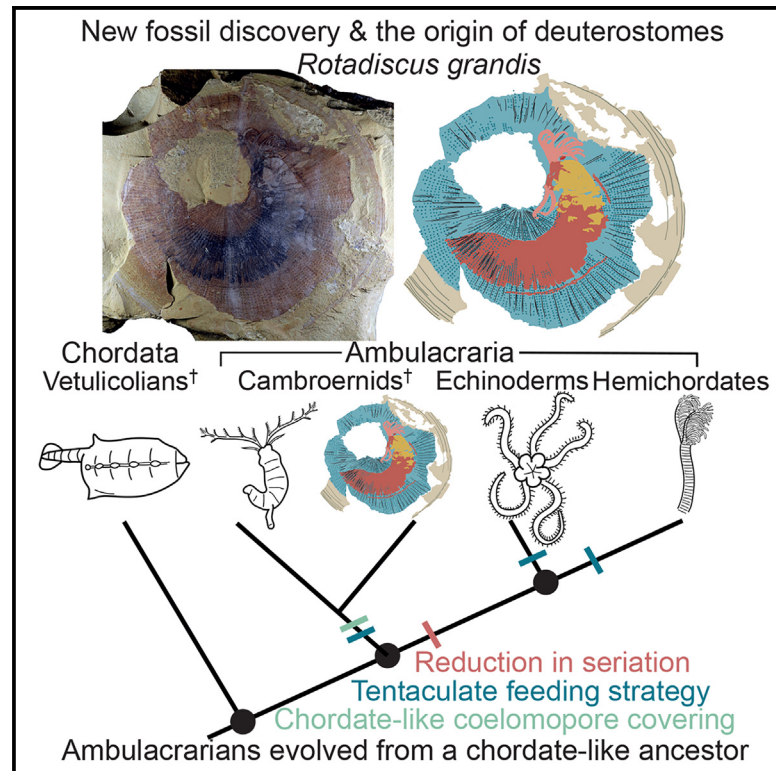 New fossil discovery & the origin of deuterostomes
Rotadiscus grandis
Chordata
Ambulacraria
Vetulicolians†
Cambroernids†
Echinoderms
Hemichordates
Reduction in seriation
Tentaculate feeding strategy
Chordate-like coelomopore covering
Ambulacrarians evolved from a chordate-like ancestor